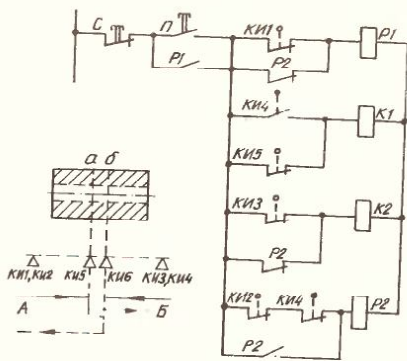 С П КИ1 Р1
Р1 Р2
КИ4 К1
КИ5
КИ3 К2
Р2
КИ2 КИ4 Р2
Р2
а б
КИ1,КИ2 КИ5 КИ6 КИ3,КИ4
А Б